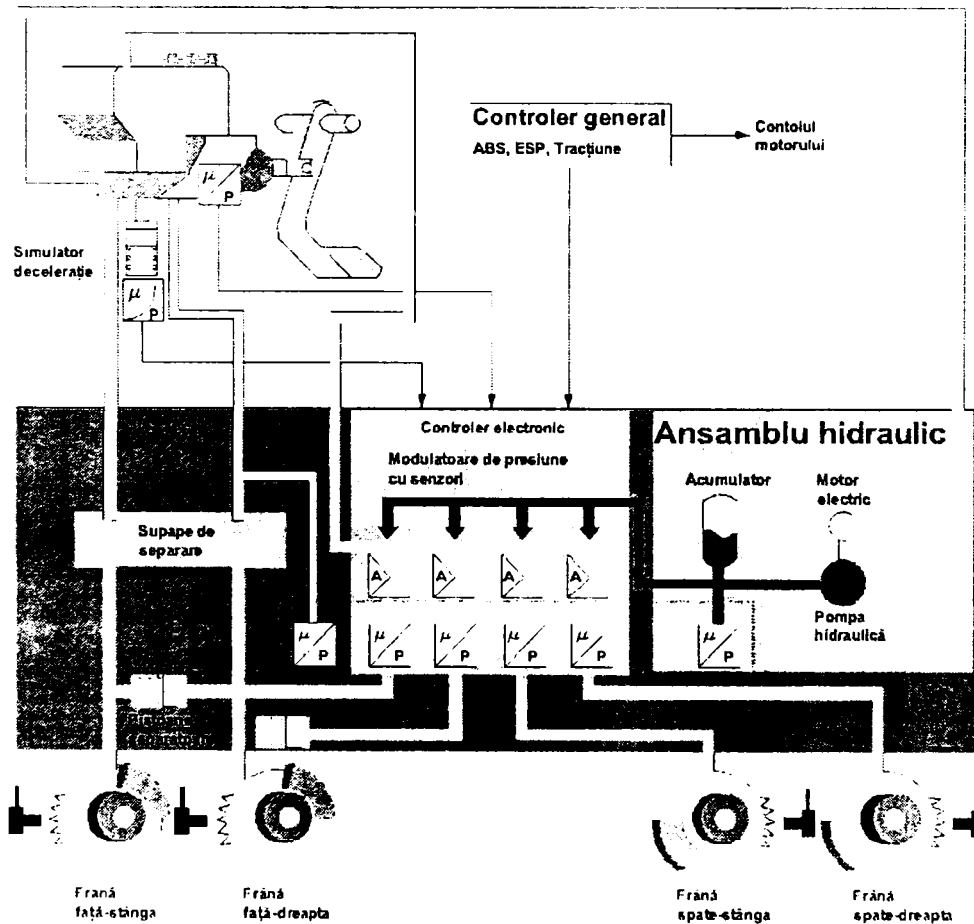 Controler general
ABS, ESP, Tracțiune
Contolul
motorului
Simulator
decelerație
μ
P
μ
P
Controler electronic
Modulatoare de presiune
cu senzori
Ansamblu hidraulic
Acumulator
Motor
electric
Supape de
separare
A
A
A
A
Pompa
hidraulică
μ
P
μ
P
μ
P
μ
P
μ
P
μ
P
Frană
față-stânga
Frână
față-dreapta
Frână
spate-stânga
Frână
spate-dreapta